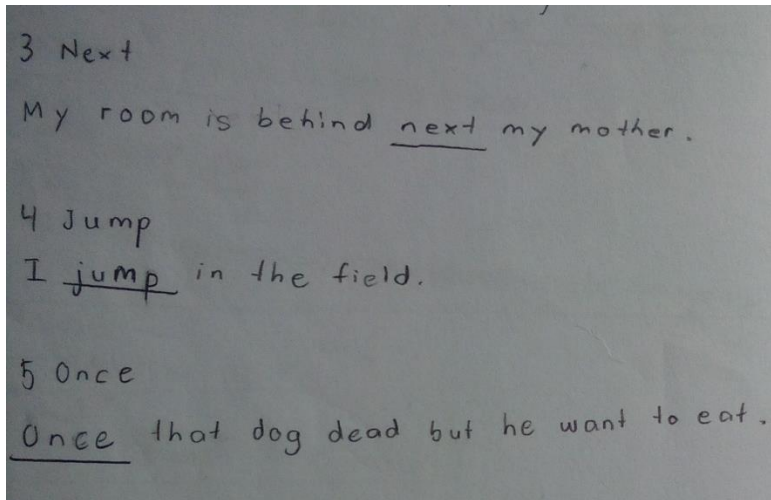 3 Next
My room is behind next my mother.
4 Jump
I jump in the field.
5 Once
Once that dog dead but he want to eat.